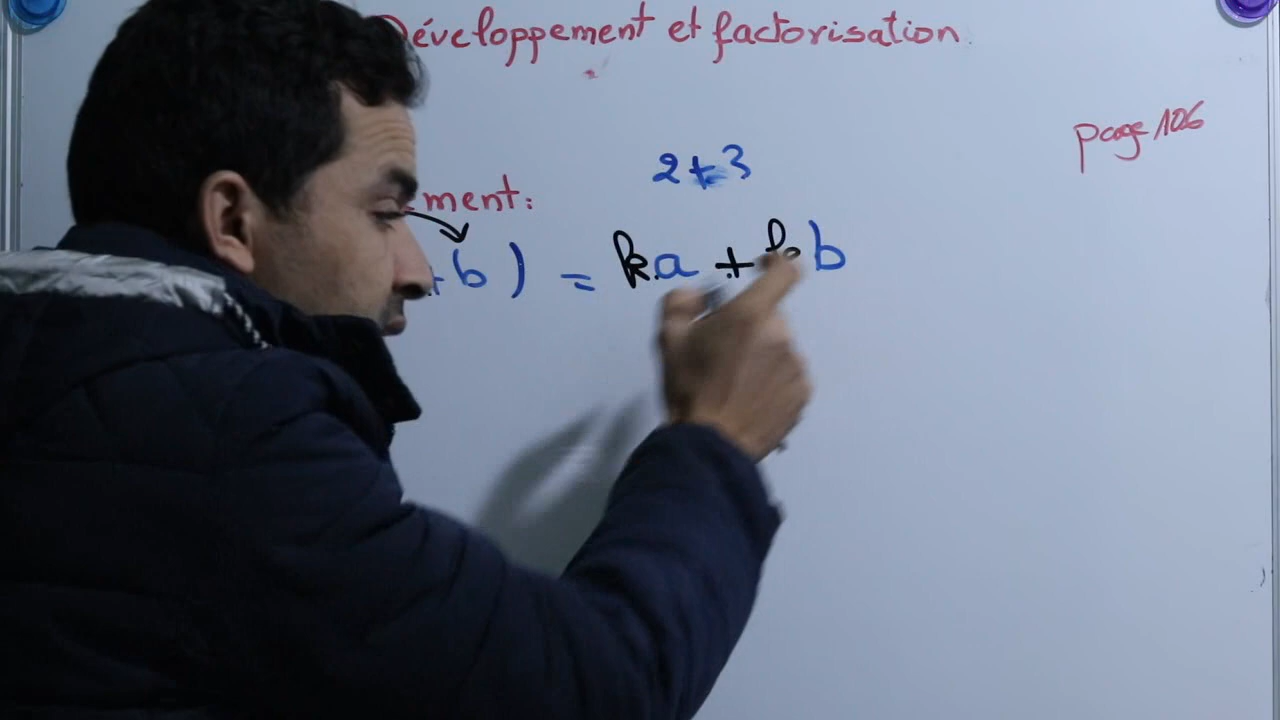 Développement et factorisation
page 106
2+3
ment:
+b) = ka + kb